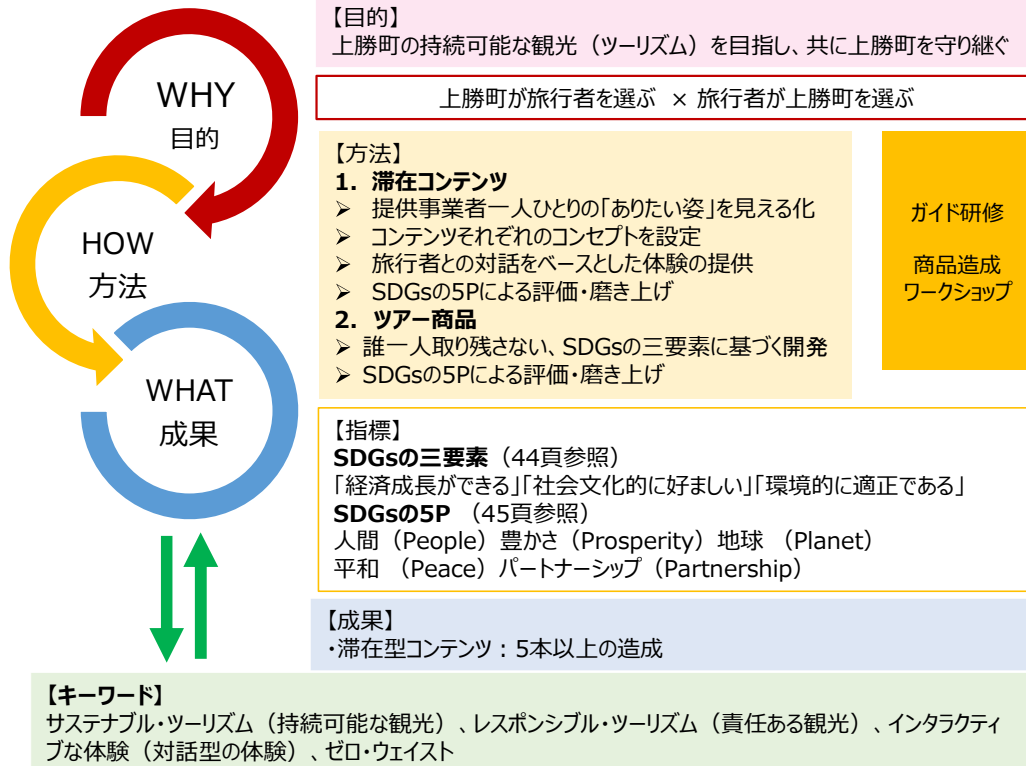 【目的】
上勝町の持続可能な観光（ツーリズム）を目指し、共に上勝町を守り継ぐ
WHY
目的
上勝町が旅行者を選ぶ × 旅行者が上勝町を選ぶ
HOW
方法
【方法】
1. 滞在コンテンツ
➢ 提供事業者一人ひとりの「ありたい姿」を見える化
➢ コンテンツそれぞれのコンセプトを設定
➢ 旅行者との対話をベースとした体験の提供
➢ SDGsの5Pによる評価・磨き上げ
2. ツアー商品
➢ 誰一人取り残さない、SDGsの三要素に基づく開発
➢ SDGsの5Pによる評価・磨き上げ
ガイド研修
商品造成
ワークショップ
WHAT
成果
【指標】
SDGsの三要素（44頁参照）
「経済成長ができる」「社会文化的に好ましい」「環境的に適正である」
SDGsの5P （45頁参照）
人間（People）豊かさ（Prosperity）地球 （Planet）
平和 （Peace）パートナーシップ（Partnership）
【成果】
・滞在型コンテンツ：5本以上の造成
【キーワード】
サステナブル・ツーリズム（持続可能な観光）、レスポンシブル・ツーリズム（責任ある観光）、インタラクティ
ブな体験（対話型の体験）、ゼロ・ウェイスト